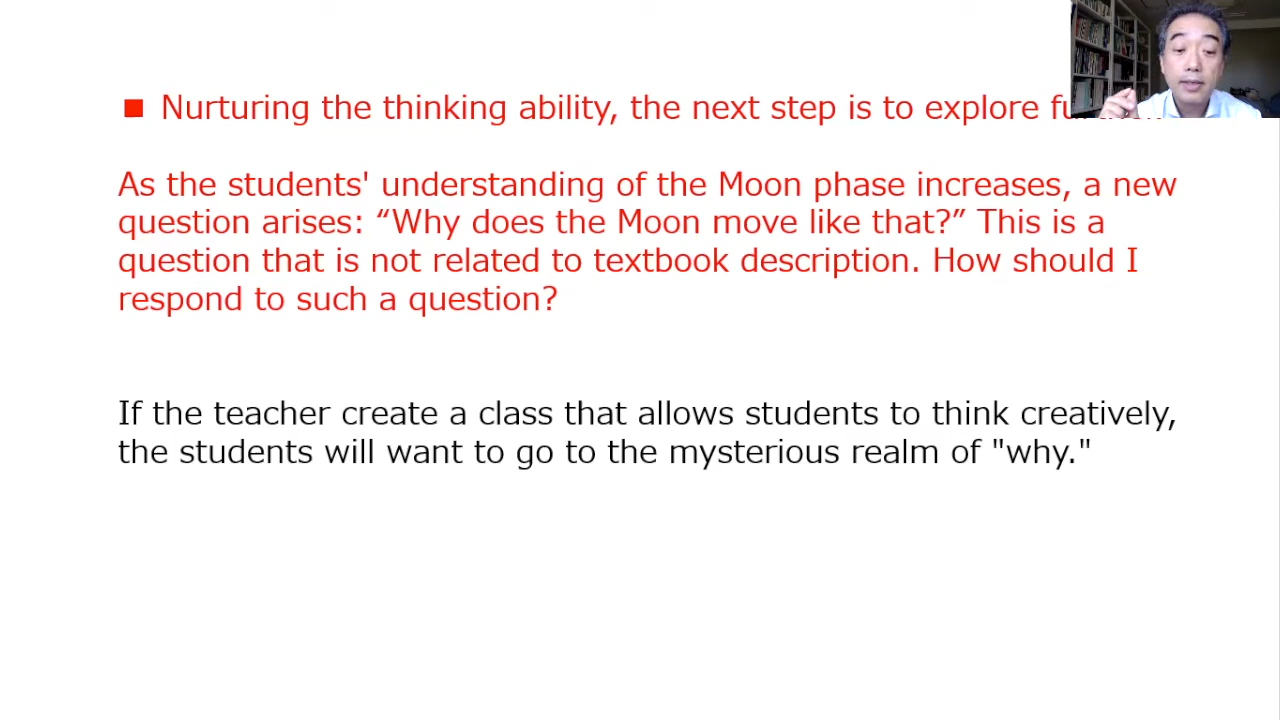 ■ Nurturing the thinking ability, the next step is to explore
As the students' understanding of the Moon phase increases, a new
question arises: “Why does the Moon move like that?” This is a
question that is not related to textbook description. How should I
respond to such a question?
If the teacher create a class that allows students to think creatively,
the students will want to go to the mysterious realm of "why."